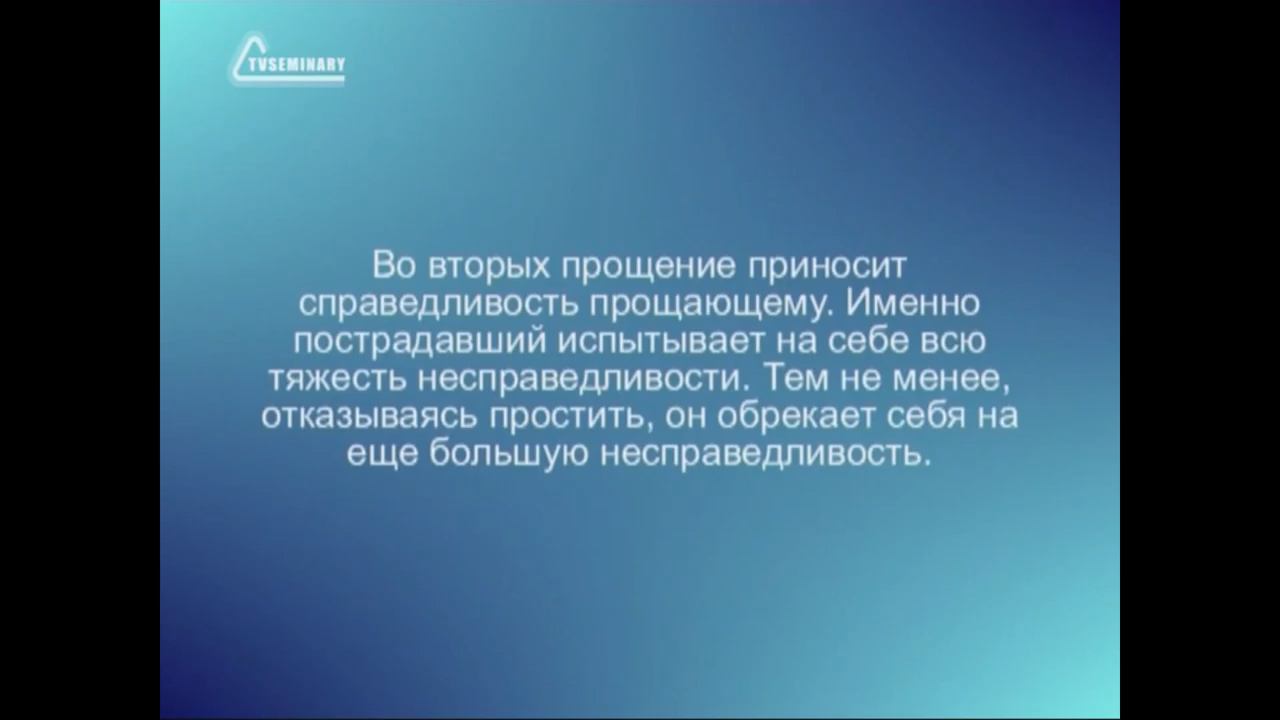 TVSEMINARY
Во вторых прощение приносит
справедливость прощающему. Именно
пострадавший испытывает на себе всю
тяжесть несправедливости. Тем не менее,
отказываясь простить, он обрекает себя на
еще большую несправедливость.